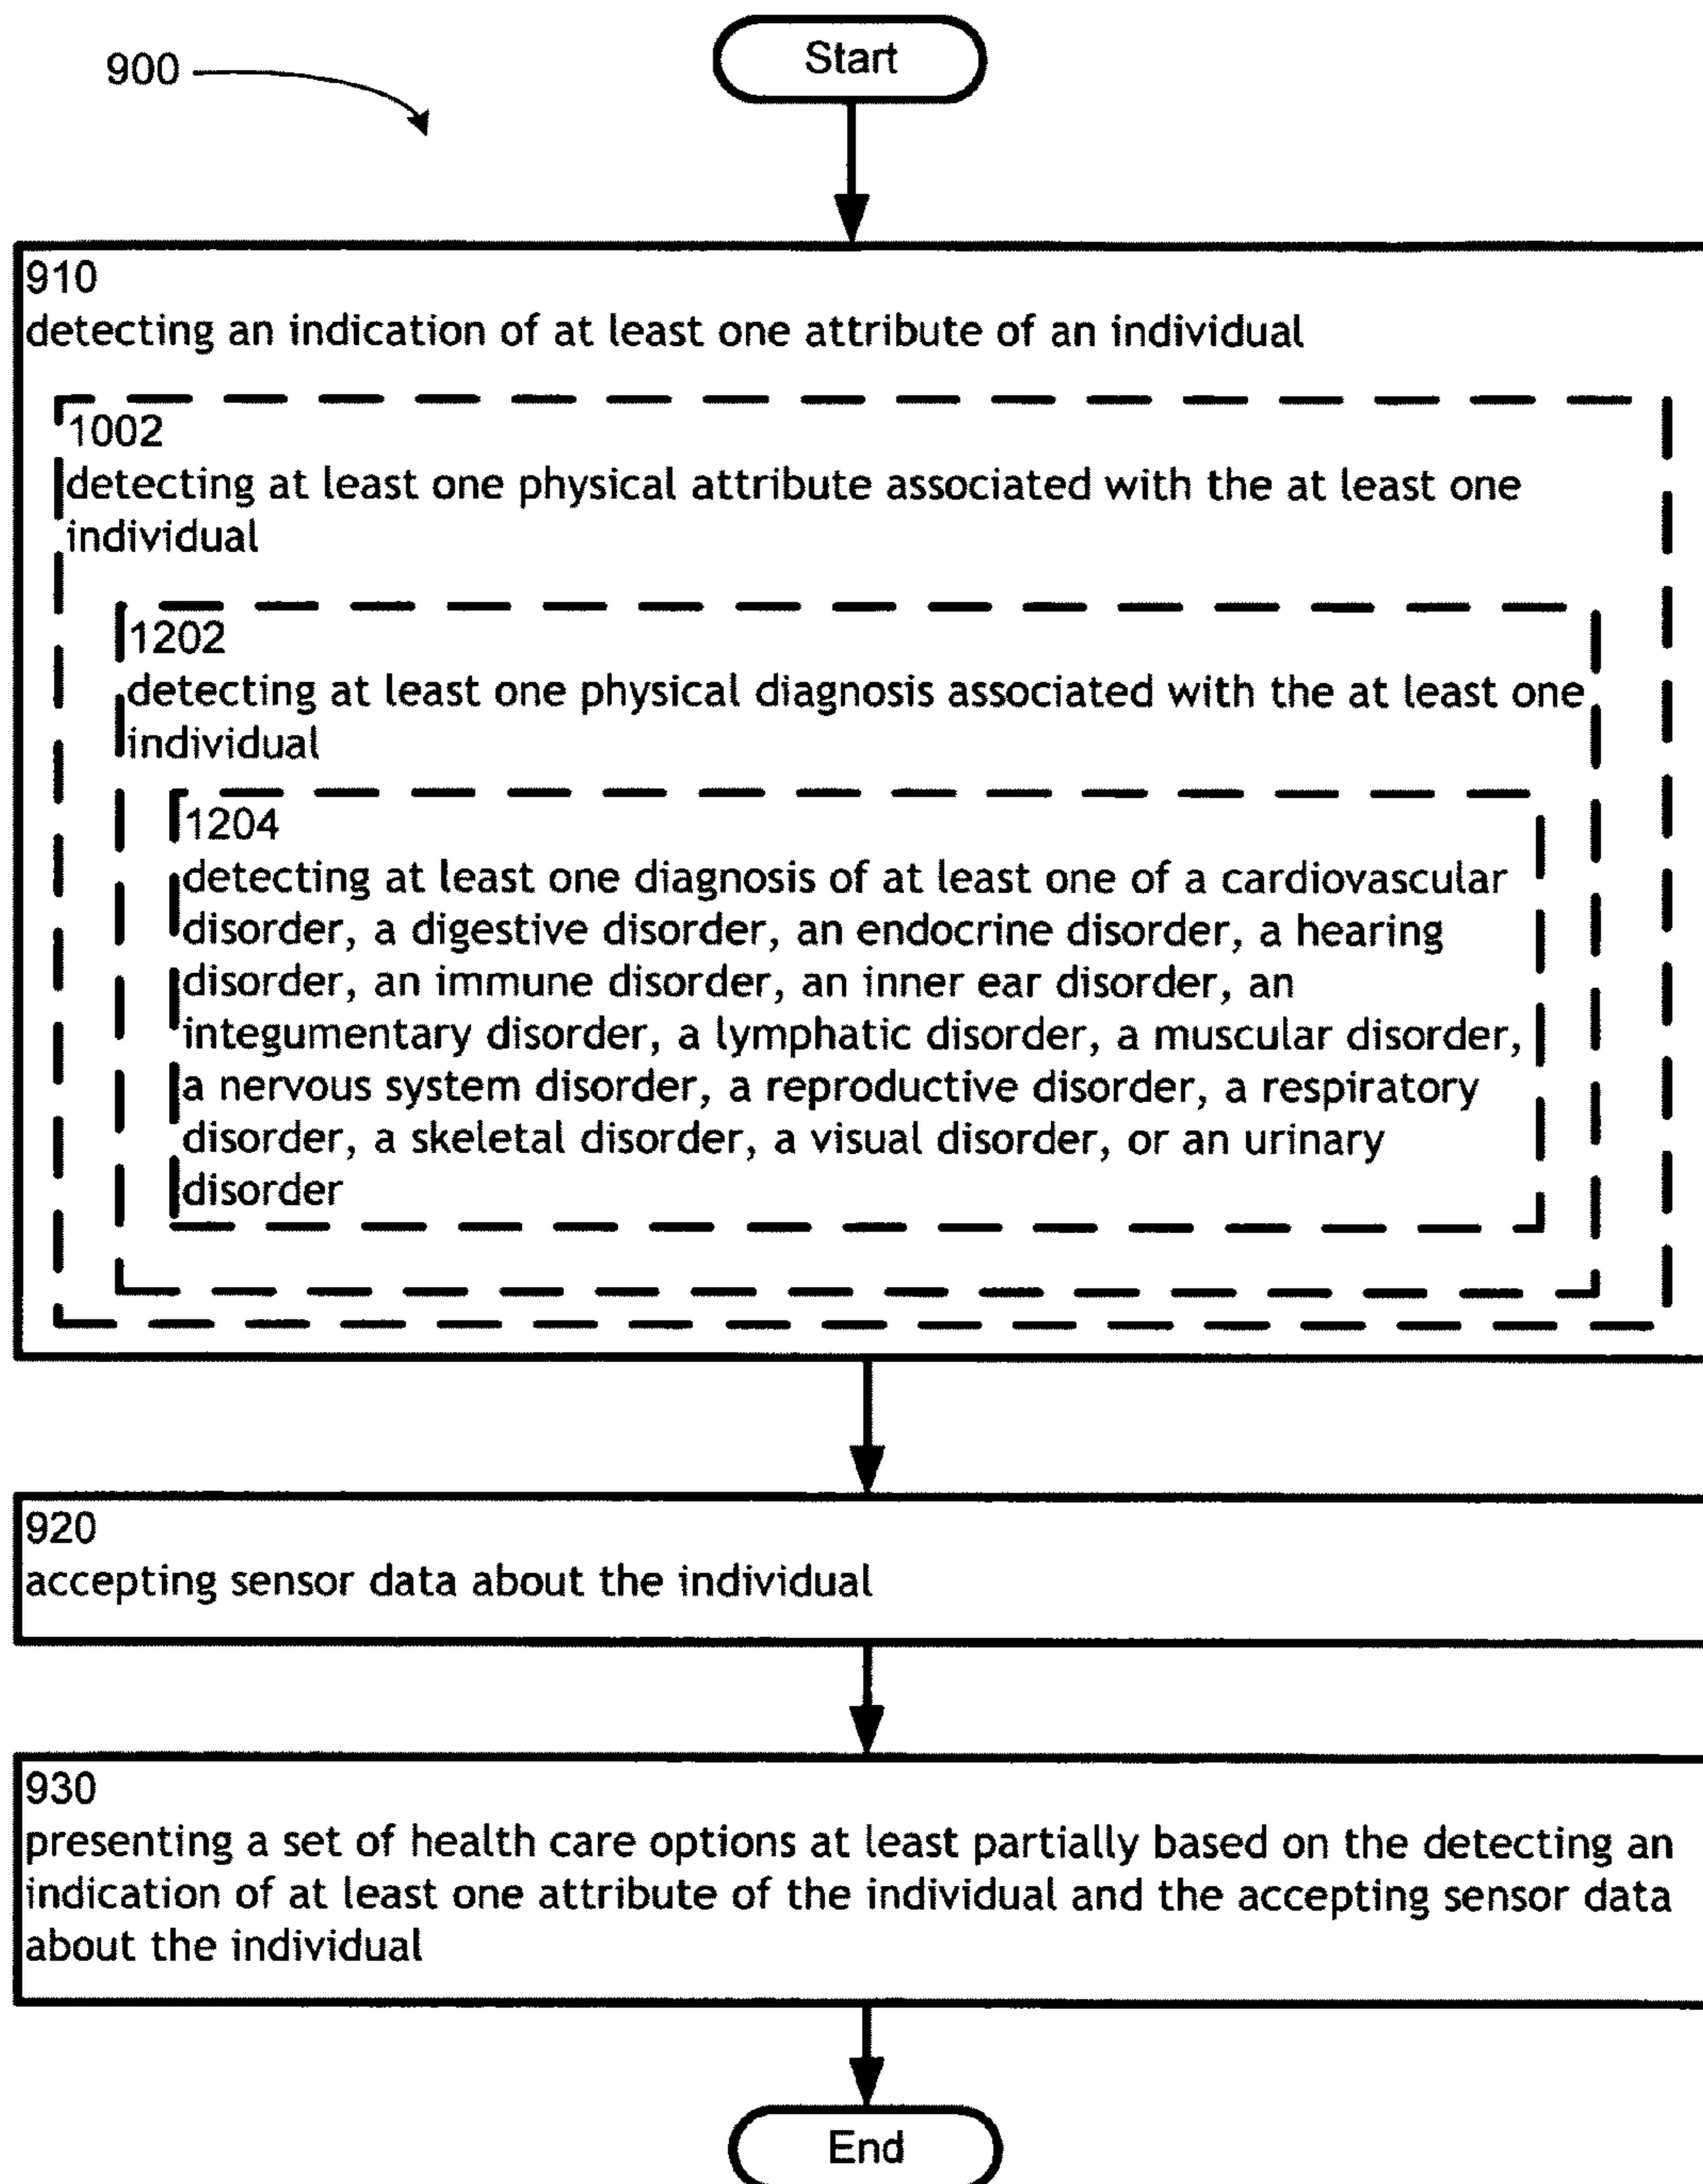 Start
900
910
detecting an indication of at least one attribute of an individual
1002
detecting at least one physical attribute associated with the at least one
individual
1202
detecting at least one physical diagnosis associated with the at least one
individual
1204
detecting at least one diagnosis of at least one of a cardiovascular
disorder, a digestive disorder, an endocrine disorder, a hearing
disorder, an immune disorder, an inner ear disorder, an
integumentary disorder, a lymphatic disorder, a muscular disorder,
a nervous system disorder, a reproductive disorder, a respiratory
disorder, a skeletal disorder, a visual disorder, or an urinary
disorder
920
accepting sensor data about the individual
930
presenting a set of health care options at least partially based on the detecting an
indication of at least one attribute of the individual and the accepting sensor data
about the individual
End